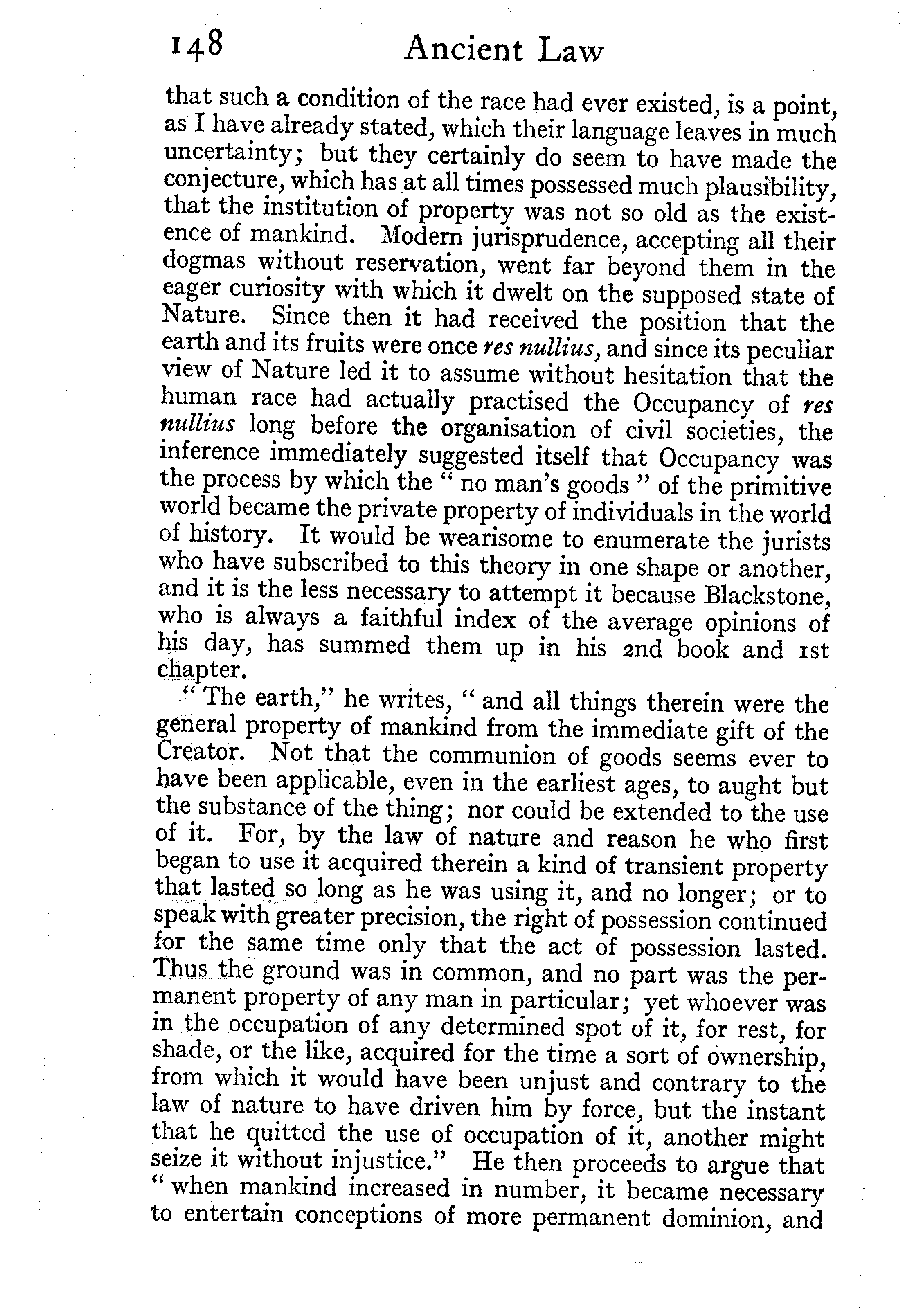 148 Ancient Law
that such a condition of the race had ever existed, is a point,
as I have already stated, which their language leaves in much
uncertainty; but they certainly do seem to have made the
conjecture, which has at all times possessed much plausibility,
that the institution of property was not so old as the exist-
ence of mankind. Modern jurisprudence, accepting all their
dogmas without reservation, went far beyond them in the
eager curiosity with which it dwelt on the supposed state of
Nature. Since then it had received the position that the
earth and its fruits were once res nullius, and since its peculiar
view of Nature led it to assume without hesitation that the
human race had actually practised the Occupancy of res
nullius long before the organisation of civil societies, the
inference immediately suggested itself that Occupancy was
the process by which the " no man's goods " of the primitive
world became the private property of individuals in the world
of history. It would be wearisome to enumerate the jurists
who have subscribed to this theory in one shape or another,
and it is the less necessary to attempt it because Blackstone,
who is always a faithful index of the average opinions of
his day, has summed them up in his 2nd book and 1st
chapter.
" The earth," he writes, " and all things therein were the
general property of mankind from the immediate gift of the
Creator. Not that the communion of goods seems ever to
have been applicable, even in the earliest ages, to aught but
the substance of the thing; nor could be extended to the use
of it. For, by the law of nature and reason he who first
began to use it acquired therein a kind of transient property
that lasted so long as he was using it, and no longer; or to
speak with greater precision, the right of possession continued
for the same time only that the act of possession lasted.
Thus the ground was in common, and no part was the per-
manent property of any man in particular; yet whoever was
in the occupation of any determined spot of it, for rest, for
shade, or the like, acquired for the time a sort of ownership,
from which it would have been unjust and contrary to the
law of nature to have driven him by force, but the instant
that he quitted the use of occupation of it, another might
seize it without injustice." He then proceeds to argue that
" when mankind increased in number, it became necessary
to entertain conceptions of more permanent dominion, and